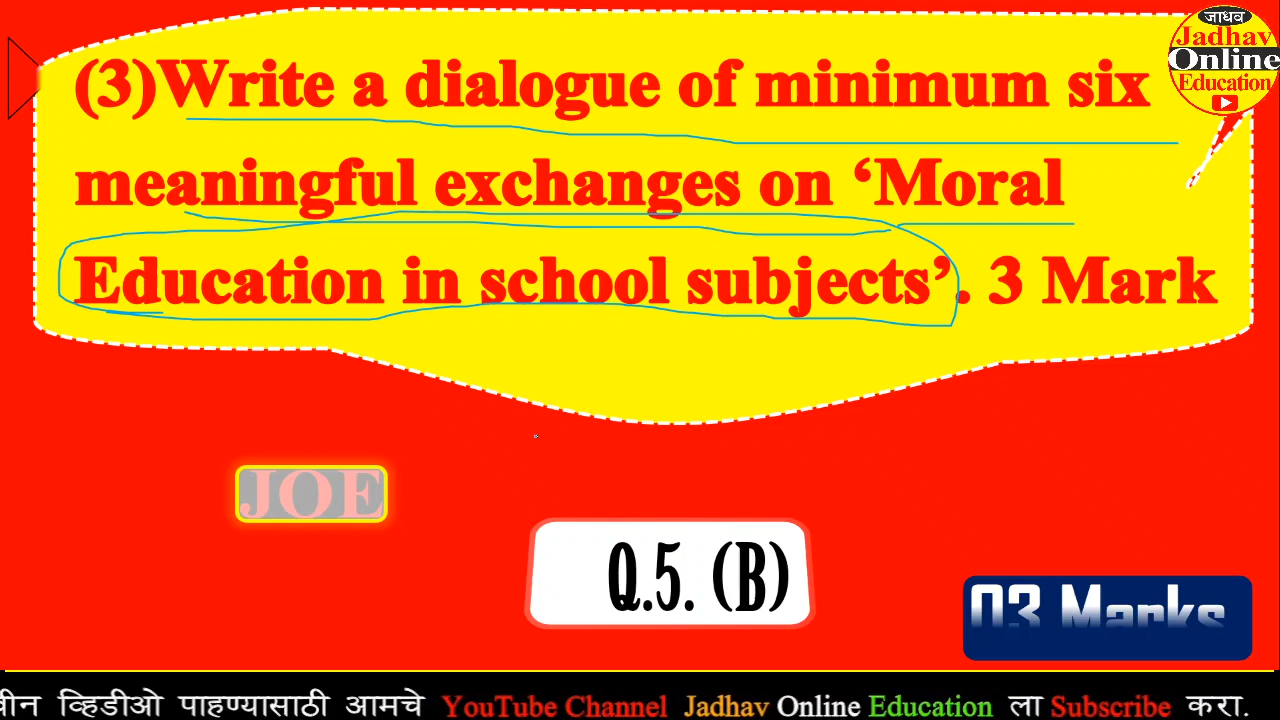 जाधव
Jadhav
Online
Education
(3)Write a dialogue of minimum six
meaningful exchanges on ‘Moral
Education in school subjects’. 3 Mark
JOE
Q.5. (B)
03 Marks
व्हिडीओ पाहण्यासाठी आमचे YouTube Channel Jadhav Online Education ला Subscribe करा.